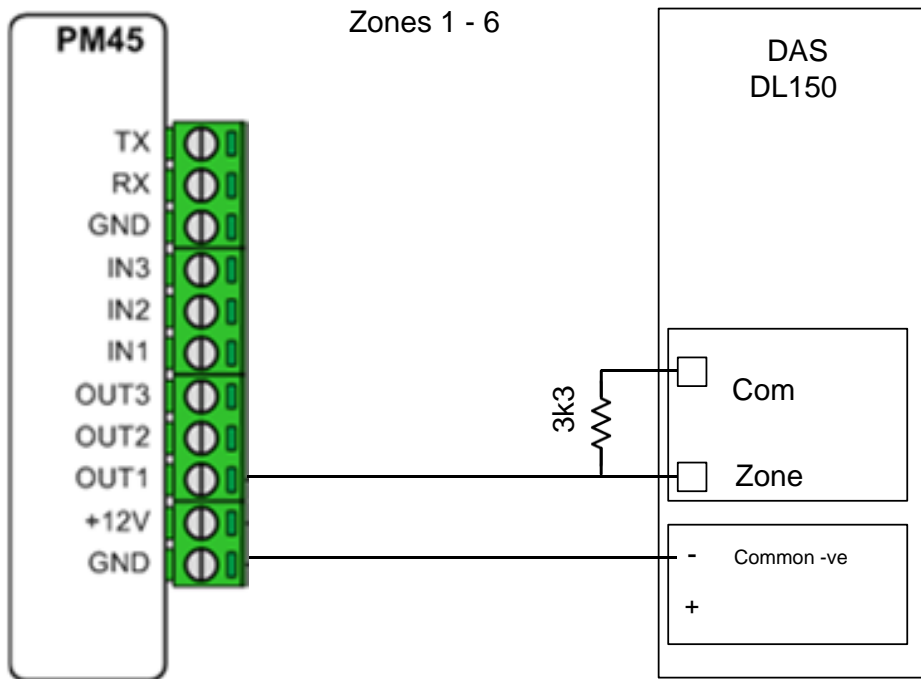 Zones 1 - 6
PM45
TX
RX
GND
IN3
IN2
IN1
OUT3
OUT2
OUT1
+12V
GND
3k3
DAS
DL150
Com
Zone
- Common -ve
+